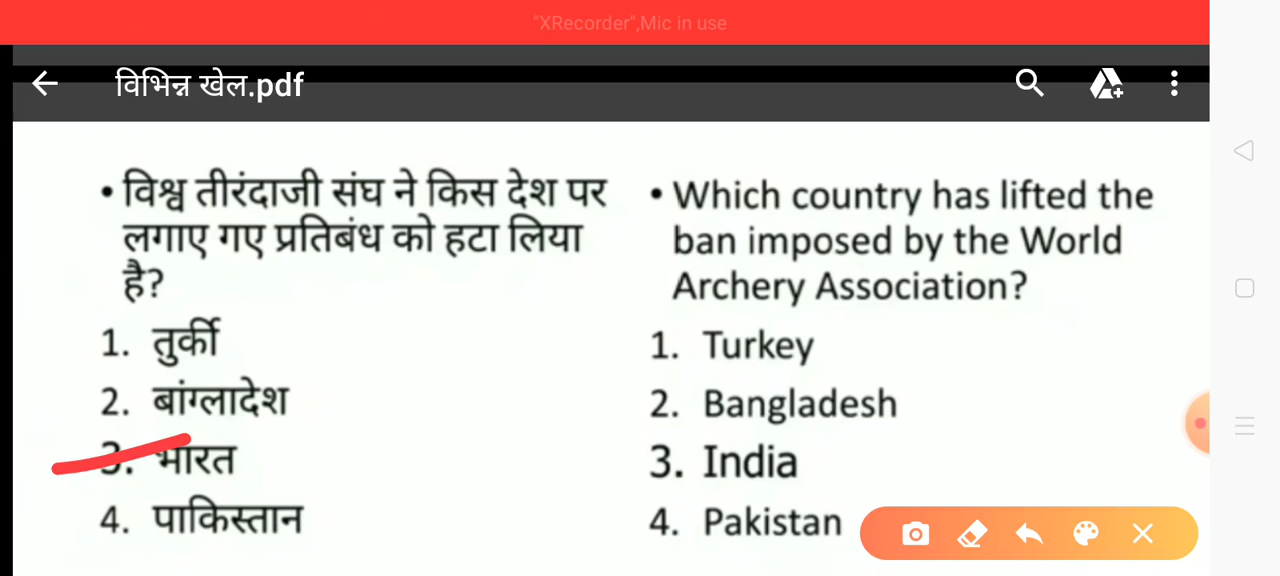 "XRecorder",Mic in use
विभिन्न खेल.pdf
• विश्व तीरंदाजी संघ ने किस देश पर
लगाए गए प्रतिबंध को हटा लिया
है?
1. तुर्की
2. बांग्लादेश
3. भारत
4. पाकिस्तान
• Which country has lifted the
ban imposed by the World
Archery Association?
1. Turkey
2. Bangladesh
3. India
4. Pakistan